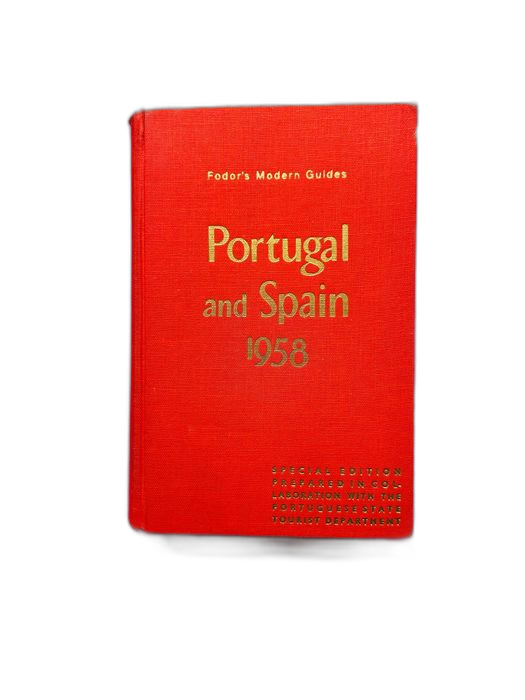 Fodor's Modern Guides
Portugal
and Spain
1958
SPECIAL EDITION
PREPARED IN COL-
LABORATION WITH THE
PORTUGUESE STATE
TOURIST DEPARTMENT